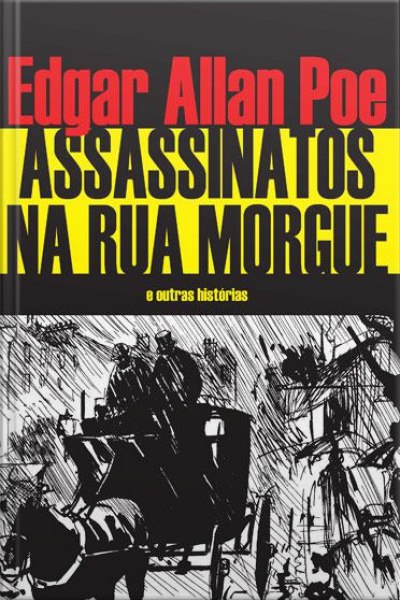 Edgar Allan Poe
ASSASSINATOS
NA RUA MORGUE
e outras histórias